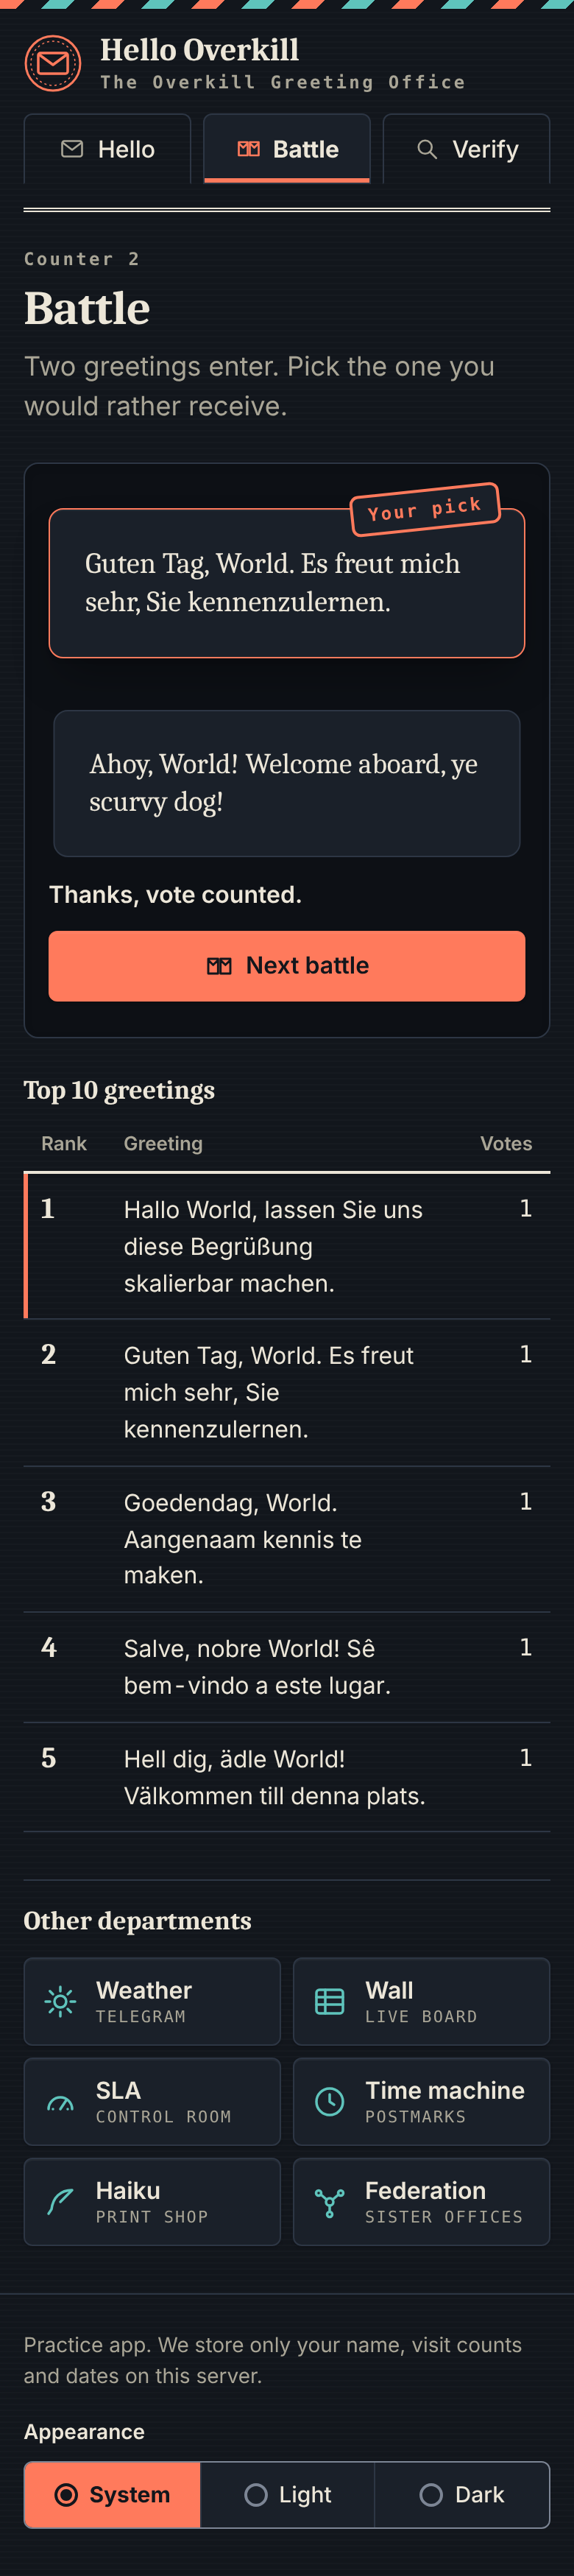 Hello Overkill
The Overkill Greeting Office
Hello
Battle
Verify
Counter 2
Battle
Two greetings enter. Pick the one you
would rather receive.
Your pick
Guten Tag, World. Es freut mich
sehr, Sie kennenzulernen.
Ahoy, World! Welcome aboard, ye
scurvy dog!
Thanks, vote counted.
Next battle
Top 10 greetings
Rank Greeting Votes
1 Hallo World, lassen Sie uns 1
diese Begrüßung
skalierbar machen.
2 Guten Tag, World. Es freut 1
mich sehr, Sie
kennenzulernen.
3 Goedendag, World. 1
Aangenaam kennis te
maken.
4 Salve, nobre World! Sê 1
bem-vindo a este lugar.
5 Hell dig, ädle World! 1
Välkommen till denna plats.
Other departments
Weather
TELEGRAM
Wall
LIVE BOARD
SLA
CONTROL ROOM
Time machine
POSTMARKS
Haiku
PRINT SHOP
Federation
SISTER OFFICES
Practice app. We store only your name, visit counts
and dates on this server.
Appearance
System
Light
Dark